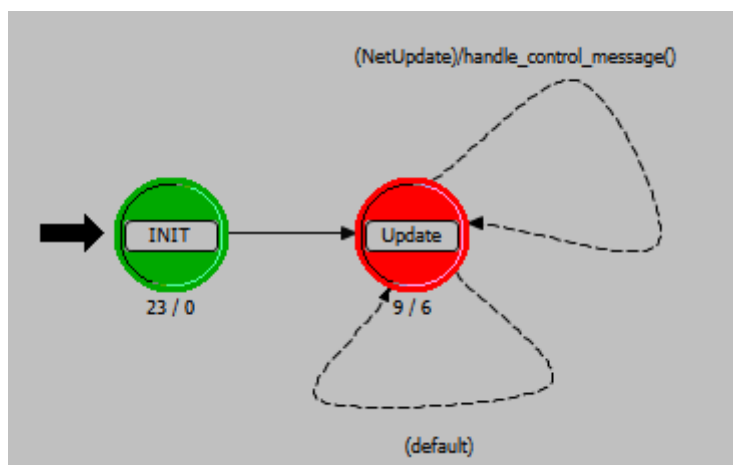 (NetUpdate)/handle_control_message()
INIT
Update
23 / 0
9 / 6
(default)